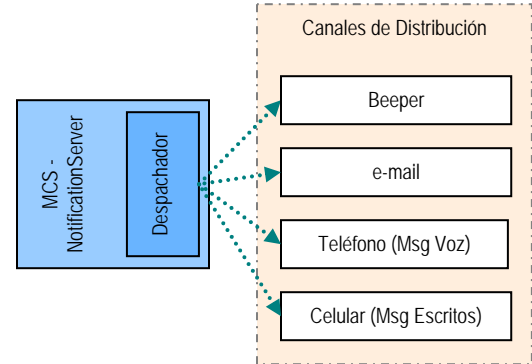 MCS -
NotificationServer
Despachador
Canales de Distribución
Beeper
e-mail
Teléfono (Msg Voz)
Celular (Msg Escritos)